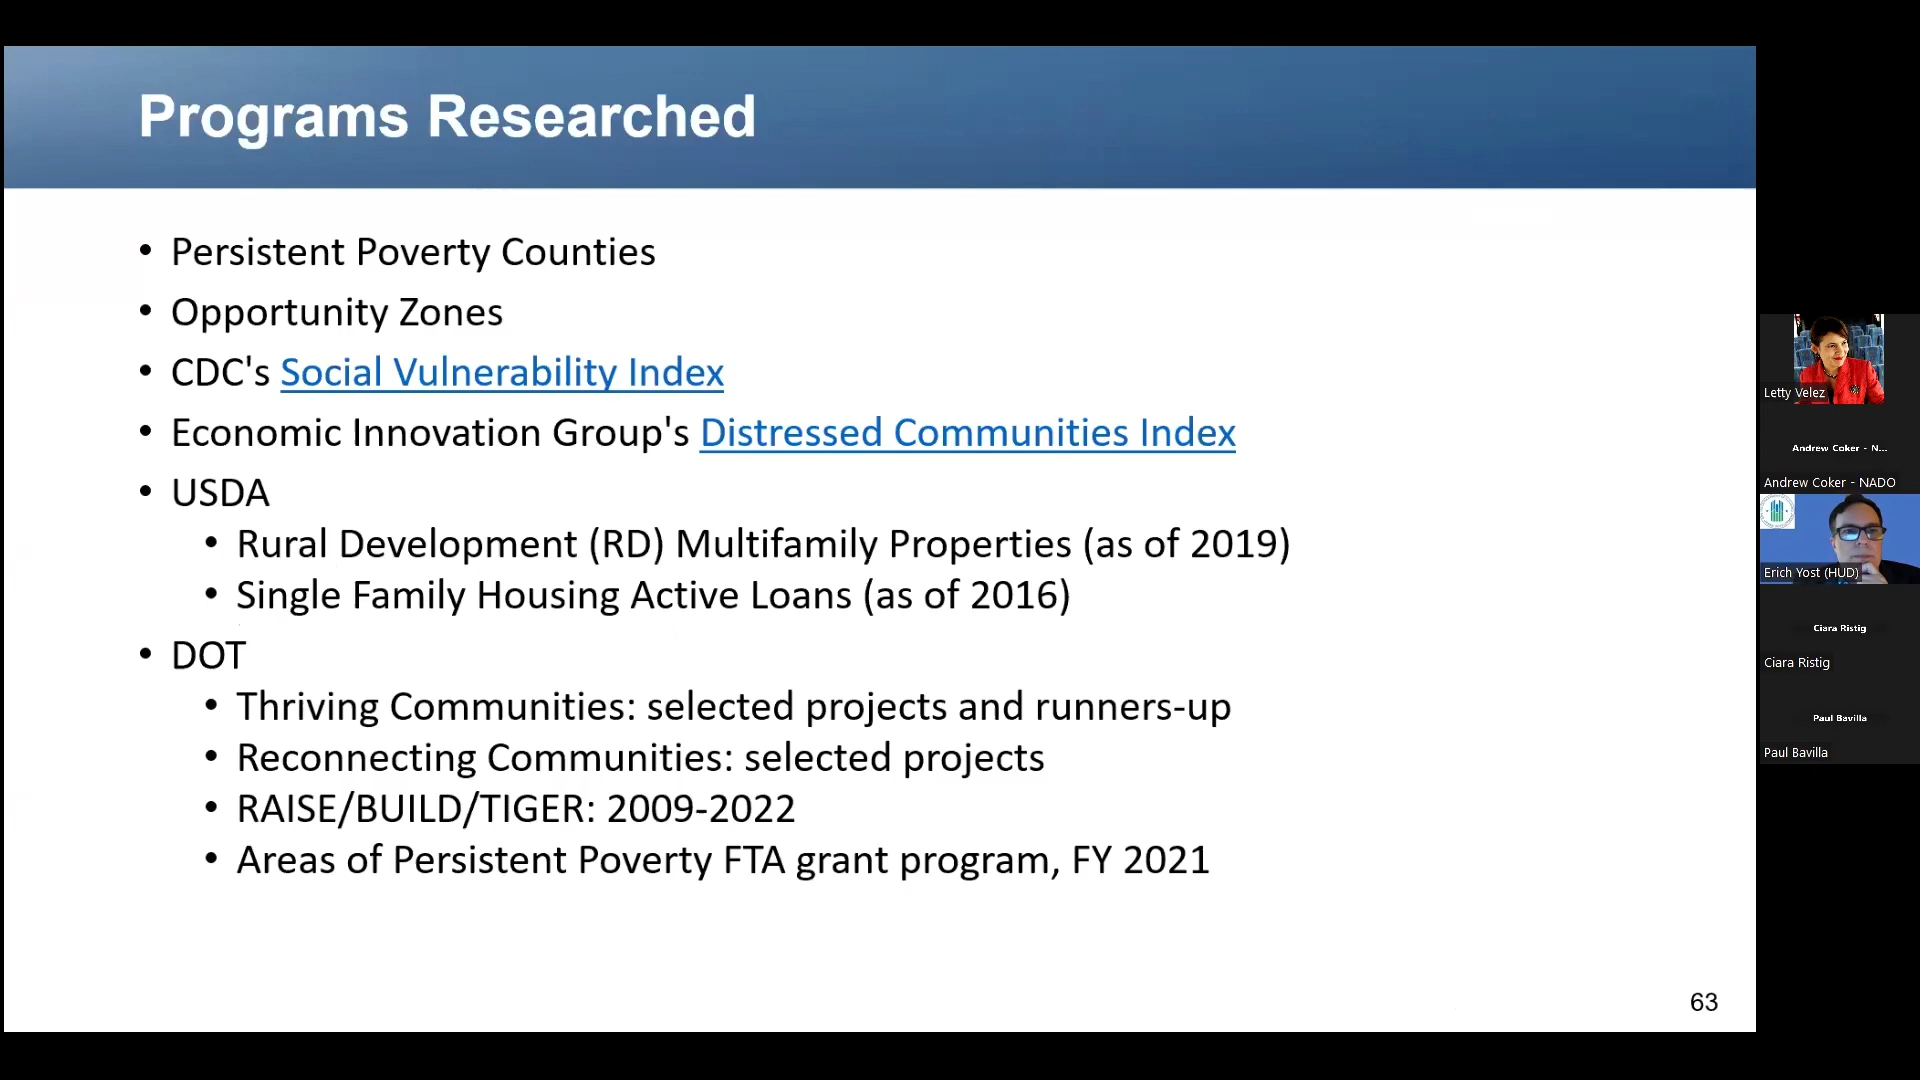 Programs Researched
• Persistent Poverty Counties
• Opportunity Zones
• CDC's Social Vulnerability Index
• Economic Innovation Group's Distressed Communities Index
• USDA
• Rural Development (RD) Multifamily Properties (as of 2019)
• Single Family Housing Active Loans (as of 2016)
• DOT
• Thriving Communities: selected projects and runners-up
• Reconnecting Communities: selected projects
• RAISE/BUILD/TIGER: 2009-2022
• Areas of Persistent Poverty FTA grant program, FY 2021
63
Letty Velez
Andrew Coker - N...
Andrew Coker - NADO
Erich Yost (HUD)
Ciara Ristig
Ciara Ristig
Paul Bavilla
Paul Bavilla